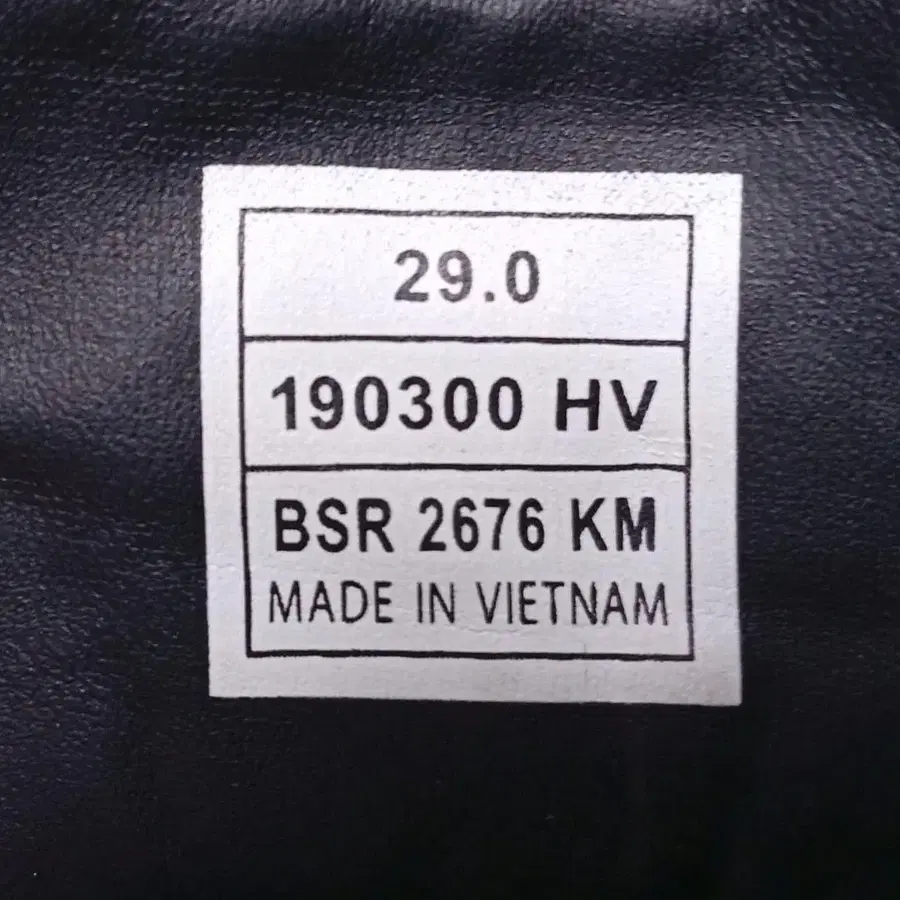 29.0
190300 HV
BSR 2676 KM
MADE IN VIETNAM